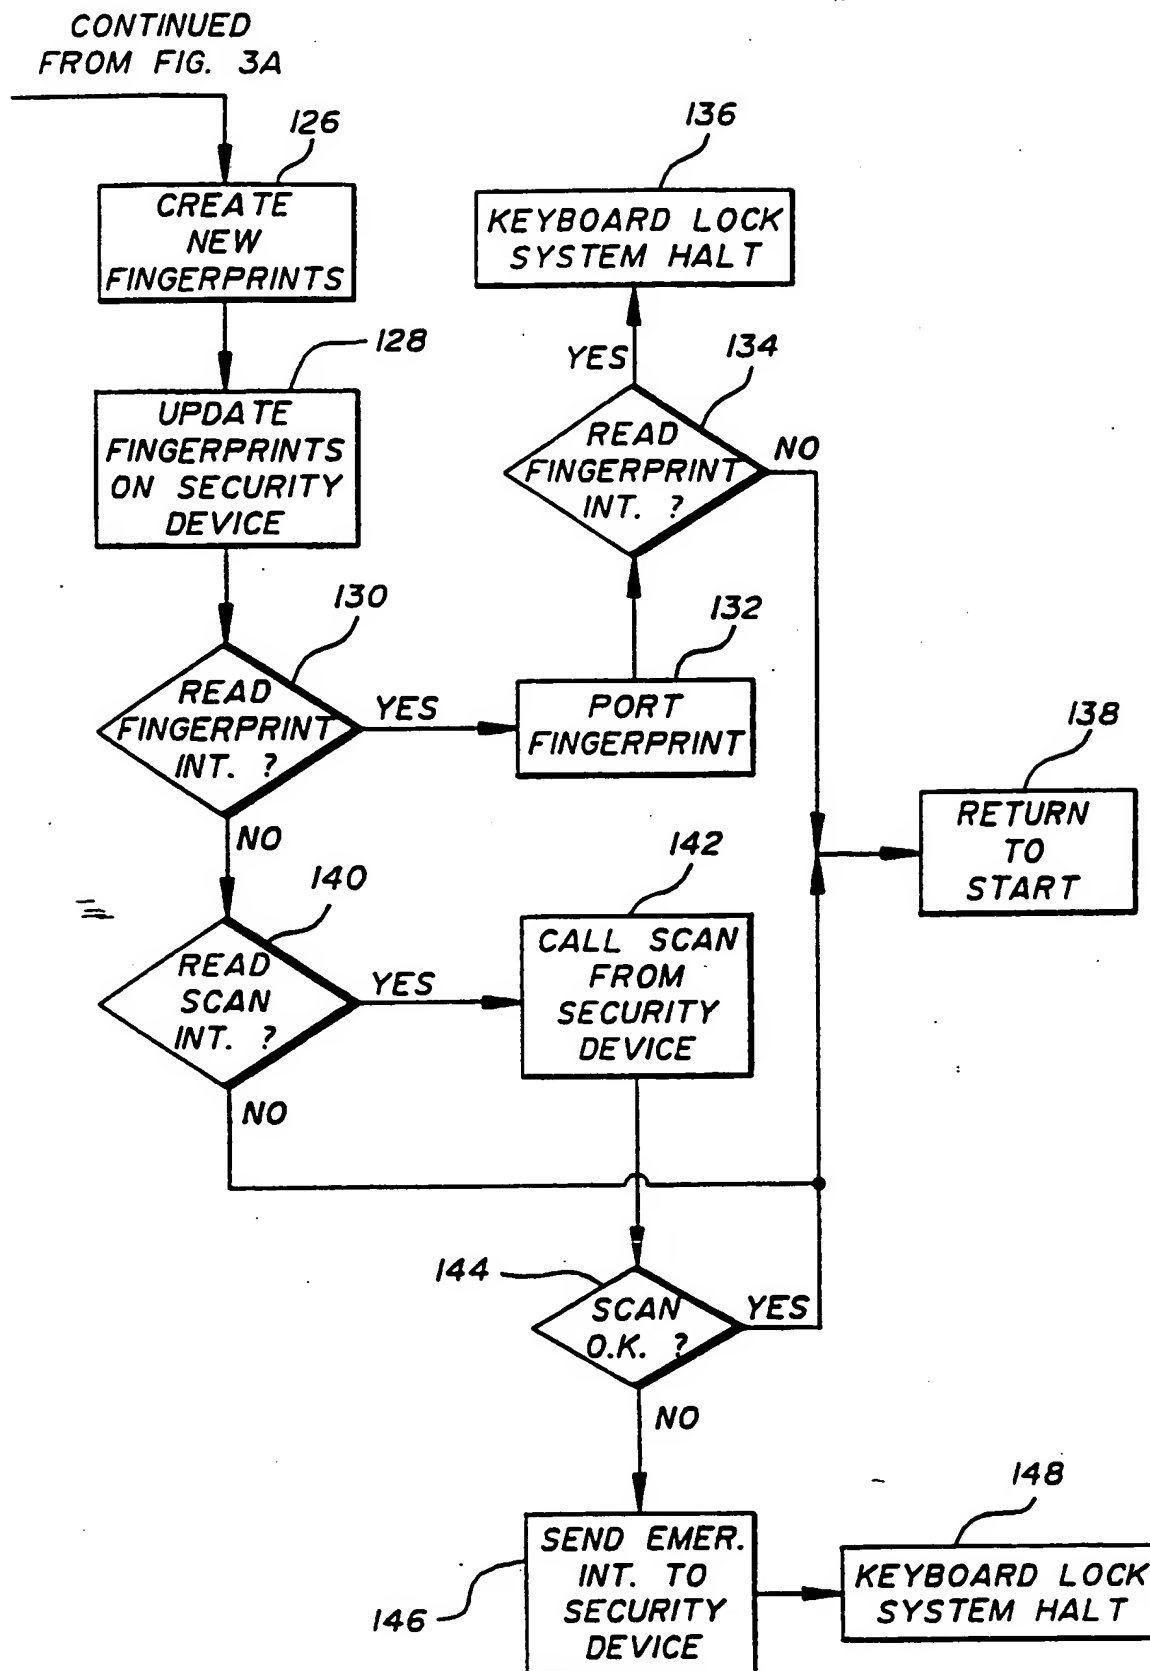 CONTINUED
FROM FIG. 3A
126
CREATE
NEW
FINGERPRINTS
128
UPDATE
FINGERPRINTS
ON SECURITY
DEVICE
130
READ
FINGERPRINT
INT. ?
YES
NO
132
PORT
FINGERPRINT
134
READ
FINGERPRINT
INT. ?
YES
NO
136
KEYBOARD LOCK
SYSTEM HALT
138
RETURN
TO
START
140
READ
SCAN
INT. ?
YES
NO
142
CALL SCAN
FROM
SECURITY
DEVICE
144
SCAN
O.K. ?
YES
NO
146
SEND EMER.
INT. TO
SECURITY
DEVICE
148
KEYBOARD LOCK
SYSTEM HALT